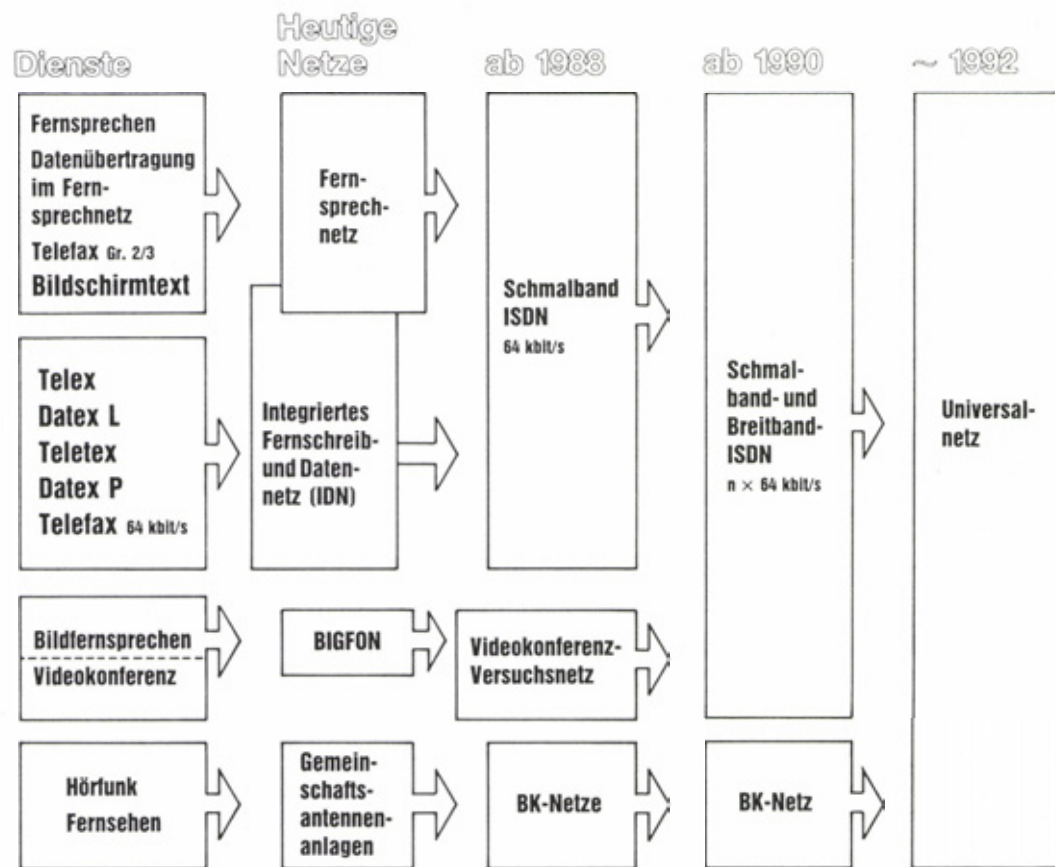 Dienste
Heutige
Netze
ab 1988
ab 1990
~ 1992
Fernsprechen
Datenübertragung
im Fern-
sprechnetz
Telefax Gr. 2/3
Bildschirmtext
Fern-
sprech-
netz
Telex
Datex L
Teletex
Datex P
Telefax 64 kbit/s
Integriertes
Fernschreib-
und Daten-
netz (IDN)
Schmalband
ISDN
64 kbit/s
Schmal-
band- und
Breitband-
ISDN
n × 64 kbit/s
Universal-
netz
Bildfernsprechen
Videokonferenz
BIGFON
Videokonferenz-
Versuchsnetz
Hörfunk
Fernsehen
Gemein-
schafts-
antennen-
anlagen
BK-Netze
BK-Netz